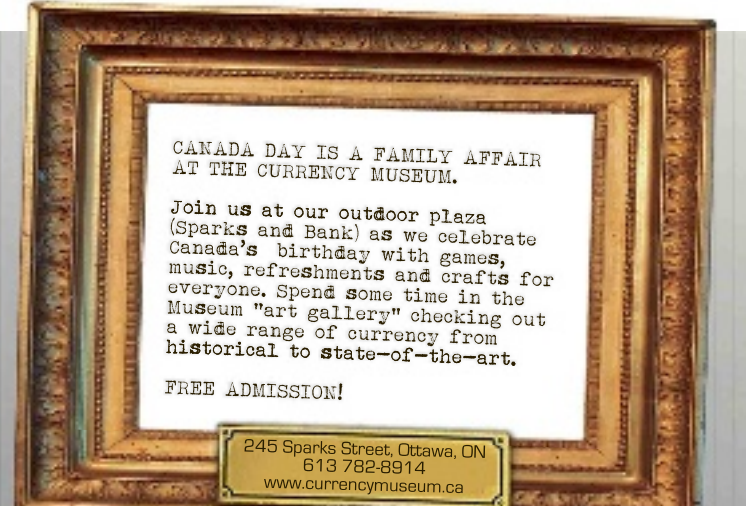 CANADA DAY IS A FAMILY AFFAIR
AT THE CURRENCY MUSEUM.
Join us at our outdoor plaza
(Sparks and Bank) as we celebrate
Canada's birthday with games,
music, refreshments and crafts for
everyone. Spend some time in the
Museum "art gallery" checking out
a wide range of currency from
historical to state-of-the-art.
FREE ADMISSION!
245 Sparks Street, Ottawa, ON
613 782-8914
www.currencymuseum.ca